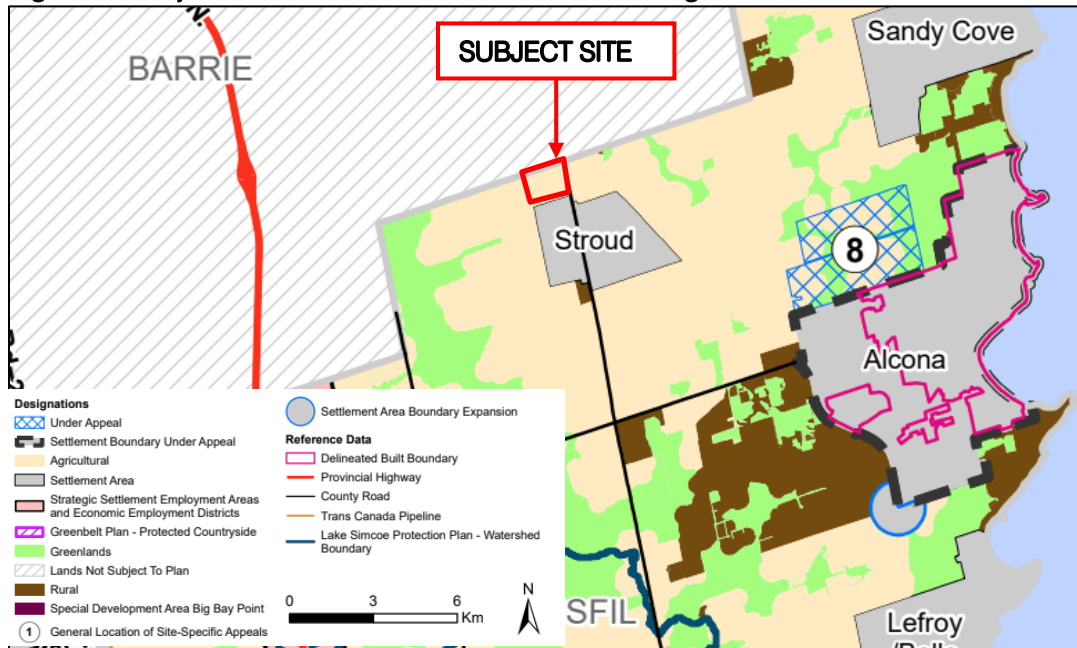 BARRIE
SUBJECT SITE
Sandy Cove
Stroud
8
Alcona
SFIL
Lefroy
Designations
Under Appeal
Settlement Boundary Under Appeal
Agricultural
Settlement Area
Strategic Settlement Employment Areas
and Economic Employment Districts
Greenbelt Plan - Protected Countryside
Greenlands
Lands Not Subject To Plan
Rural
Special Development Area Big Bay Point
1 General Location of Site-Specific Appeals
Settlement Area Boundary Expansion
Reference Data
Delineated Built Boundary
Provincial Highway
County Road
Trans Canada Pipeline
Lake Simcoe Protection Plan - Watershed
Boundary
0 3 6
Km
N